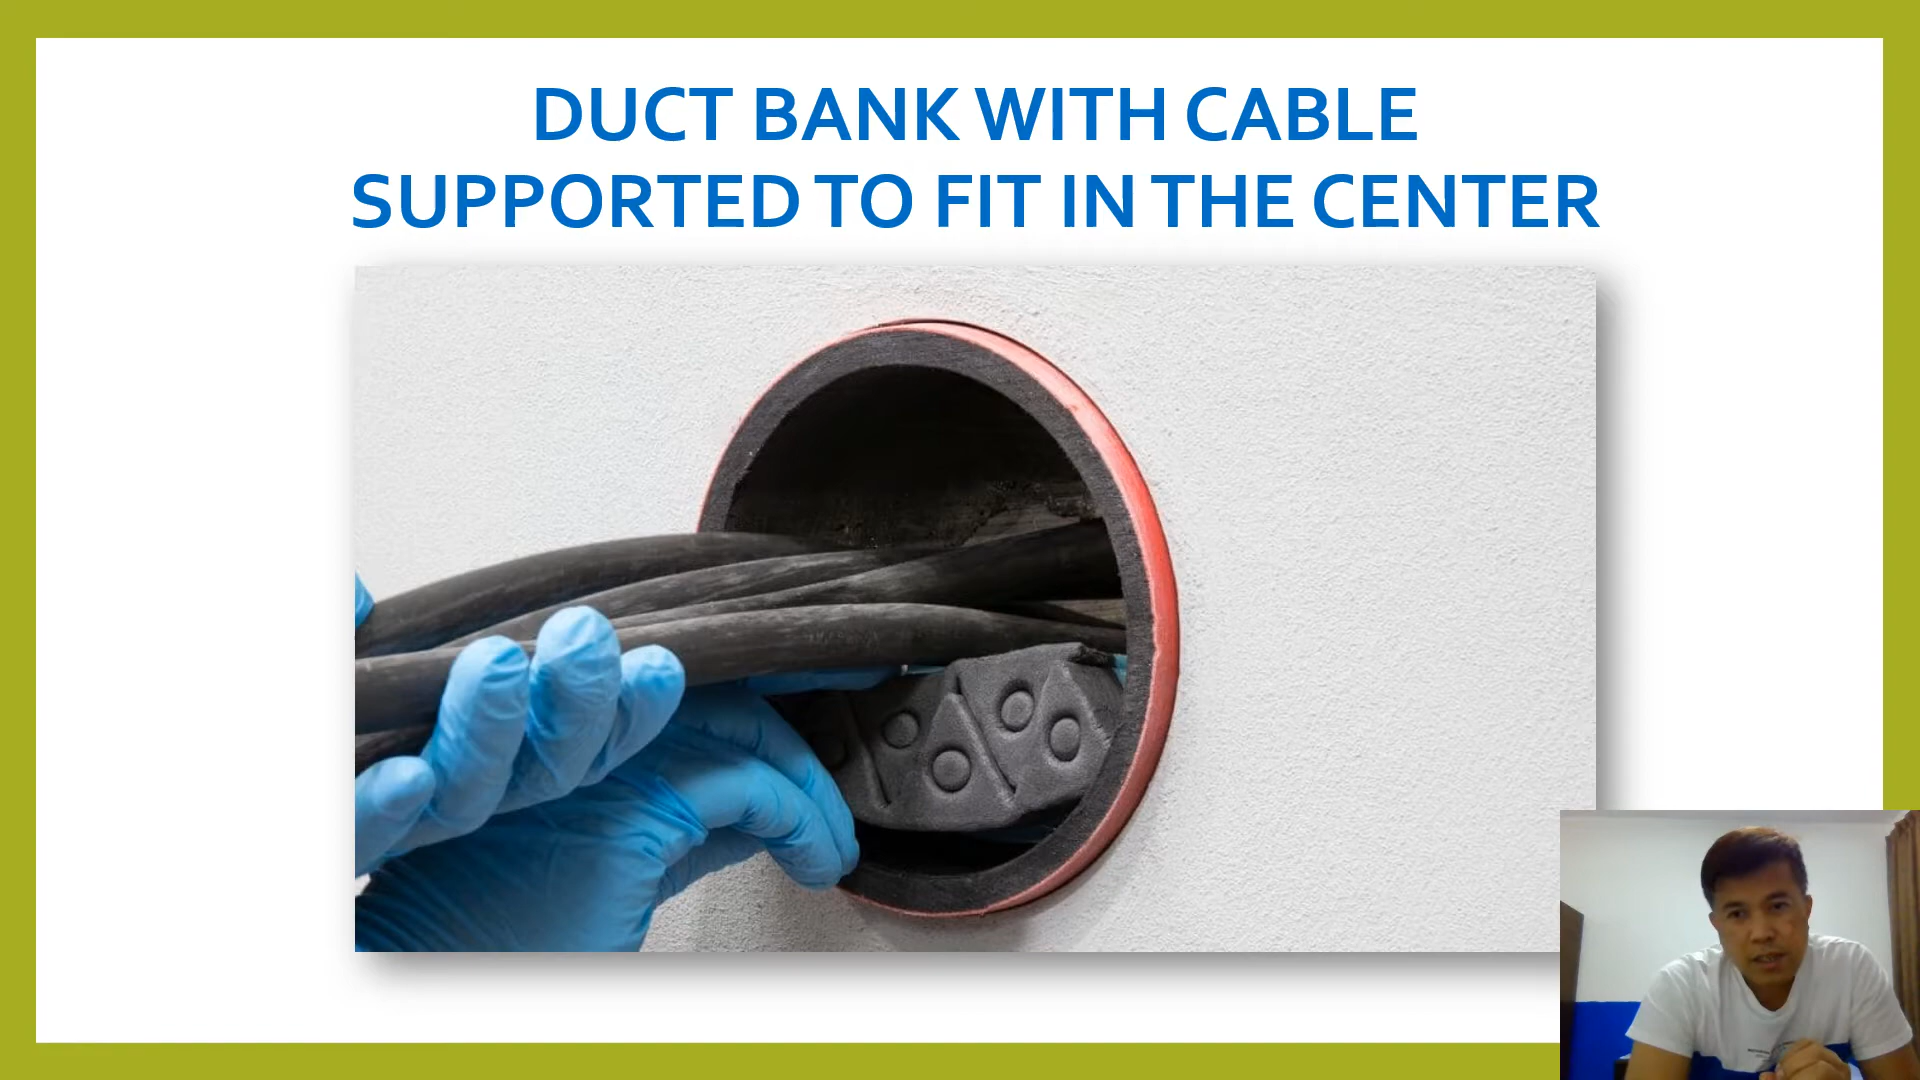 DUCT BANK WITH CABLE
SUPPORTED TO FIT IN THE CENTER